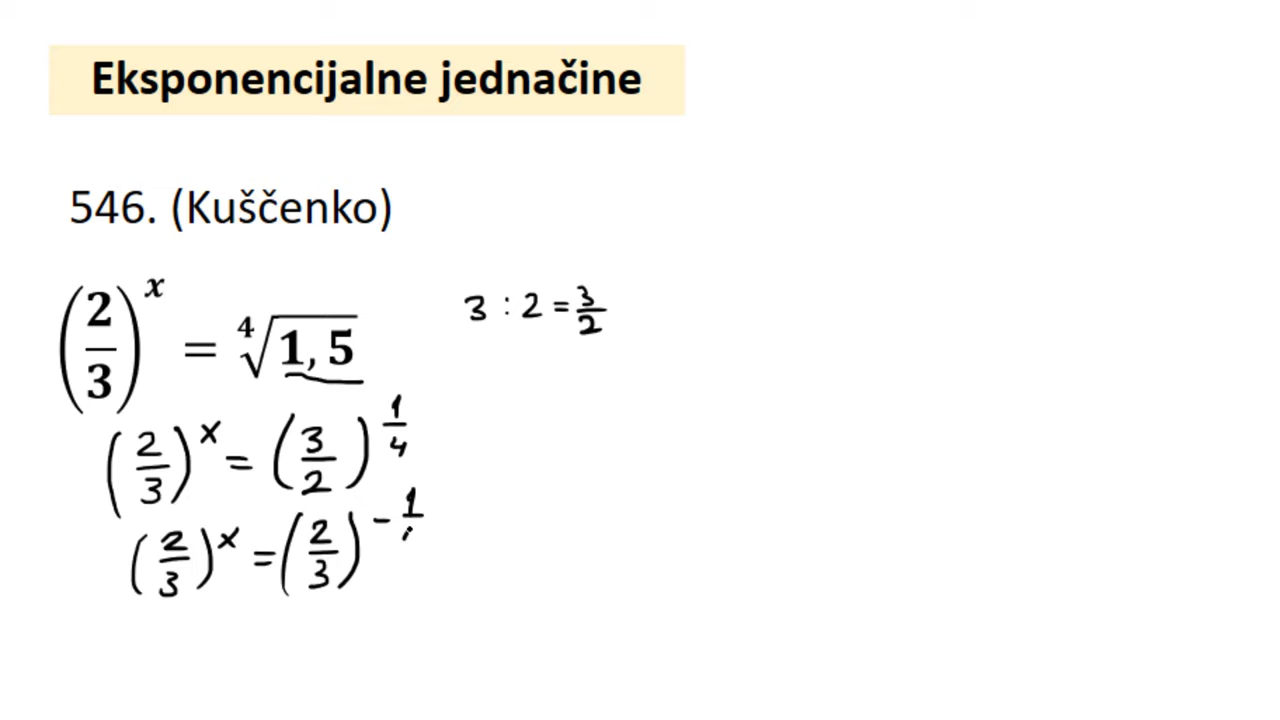 Eksponencijalne jednačine
546. (Kuščenko)
(2/3)^x = ⁴√1,5
3 : 2 = 3/2
(2/3)^x = (3/2)^(1/4)
(2/3)^x = (2/3)^(-1/